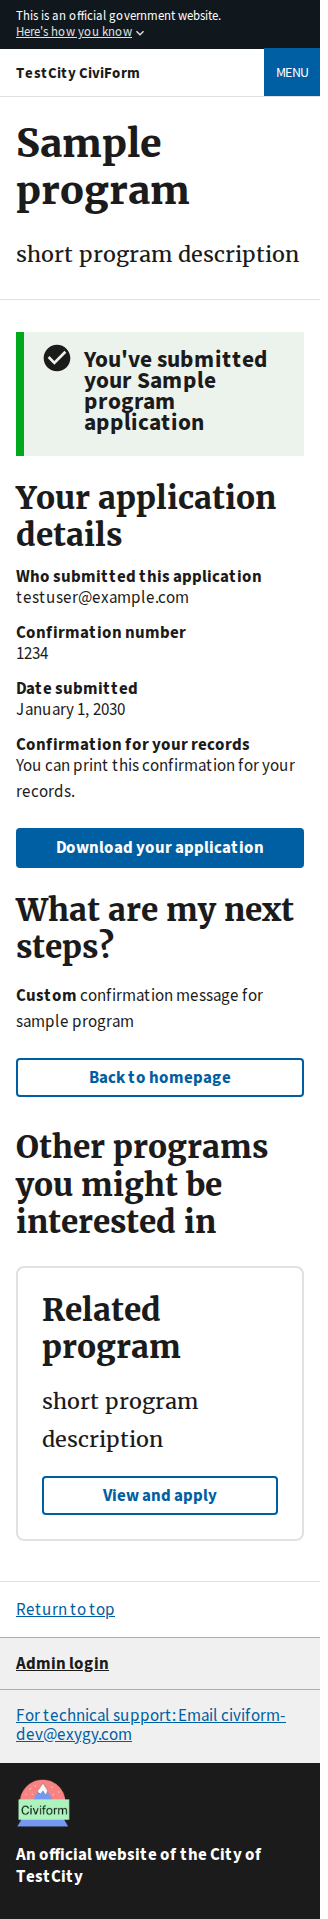 This is an official government website.
Here's how you know
TestCity CiviForm
MENU
Sample
program
short program description
You've submitted
your Sample
program
application
Your application
details
Who submitted this application
testuser@example.com
Confirmation number
1234
Date submitted
January 1, 2030
Confirmation for your records
You can print this confirmation for your
records.
Download your application
What are my next
steps?
Custom confirmation message for
sample program
Back to homepage
Other programs
you might be
interested in
Related
program
short program
description
View and apply
Return to top
Admin login
For technical support: Email civiform-
dev@exygy.com
Civiform
An official website of the City of
TestCity